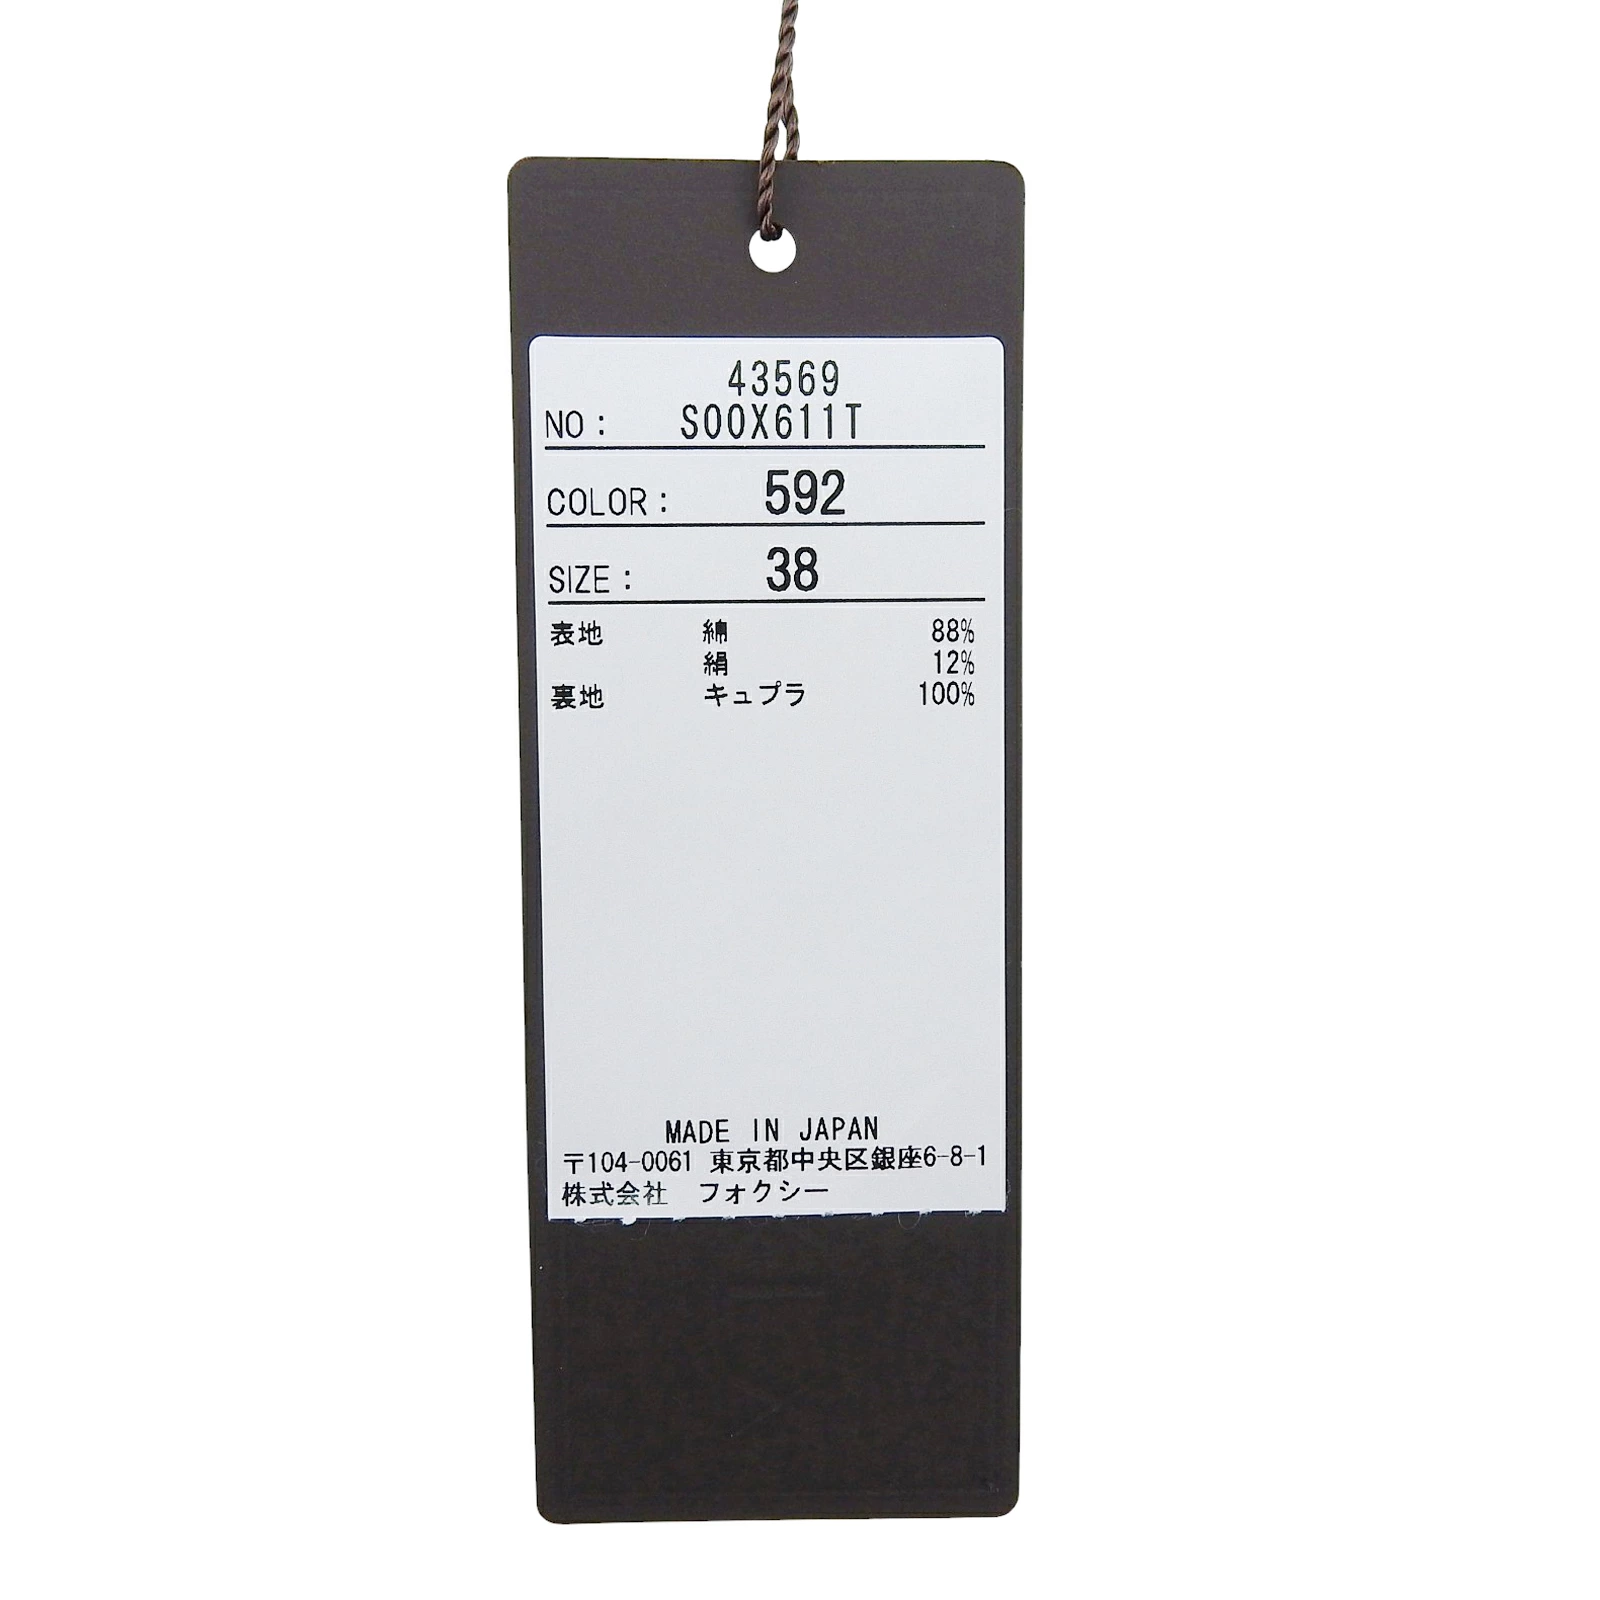 43569
NO: S00X611T
COLOR: 592
SIZE: 38
表地 綿 88%
絹 12%
裏地 キュプラ 100%
MADE IN JAPAN
〒104-0061 東京都中央区銀座6-8-1
株式会社 フォクシー